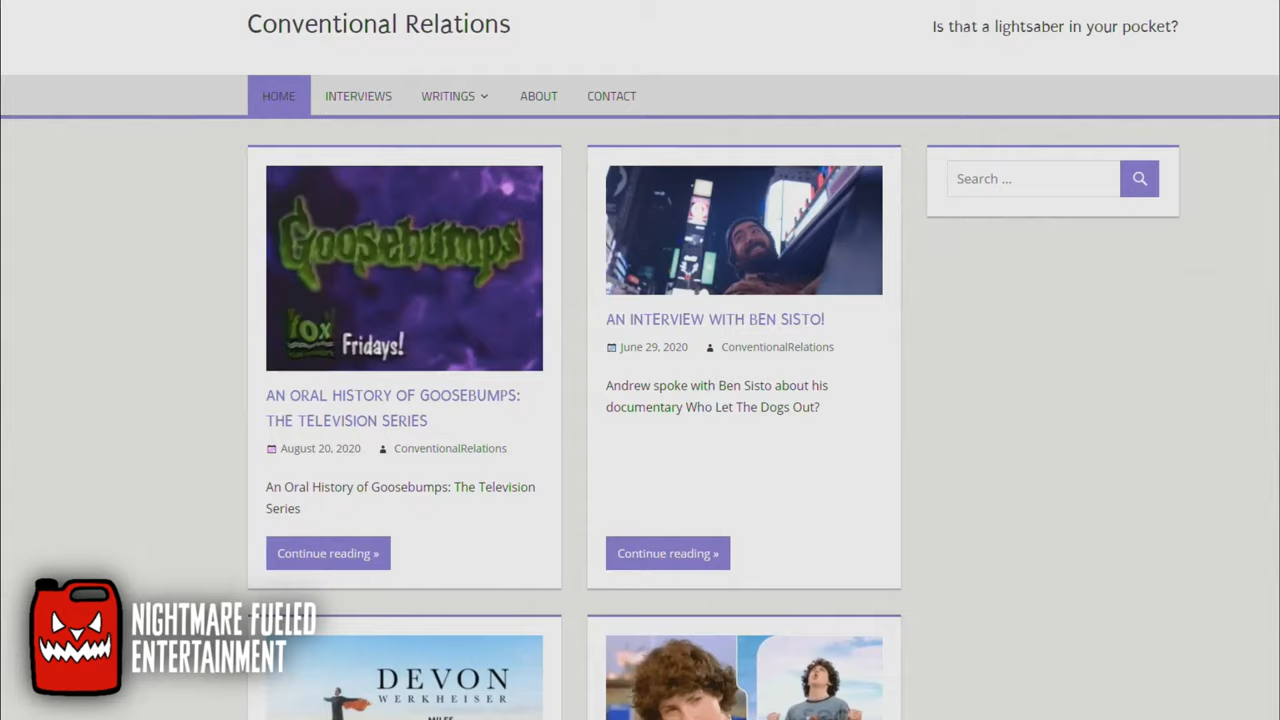 Conventional Relations
Is that a lightsaber in your pocket?
HOME
INTERVIEWS
WRITINGS
ABOUT
CONTACT
Goosebumps
fox
Fridays!
AN ORAL HISTORY OF GOOSEBUMPS:
THE TELEVISION SERIES
August 20, 2020
ConventionalRelations
An Oral History of Goosebumps: The Television
Series
Continue reading »
AN INTERVIEW WITH BEN SISTO!
June 29, 2020
ConventionalRelations
Andrew spoke with Ben Sisto about his
documentary Who Let The Dogs Out?
Continue reading »
Search ...
DEVON
WERKHEISER
NIGHTMARE FUELED
ENTERTAINMENT